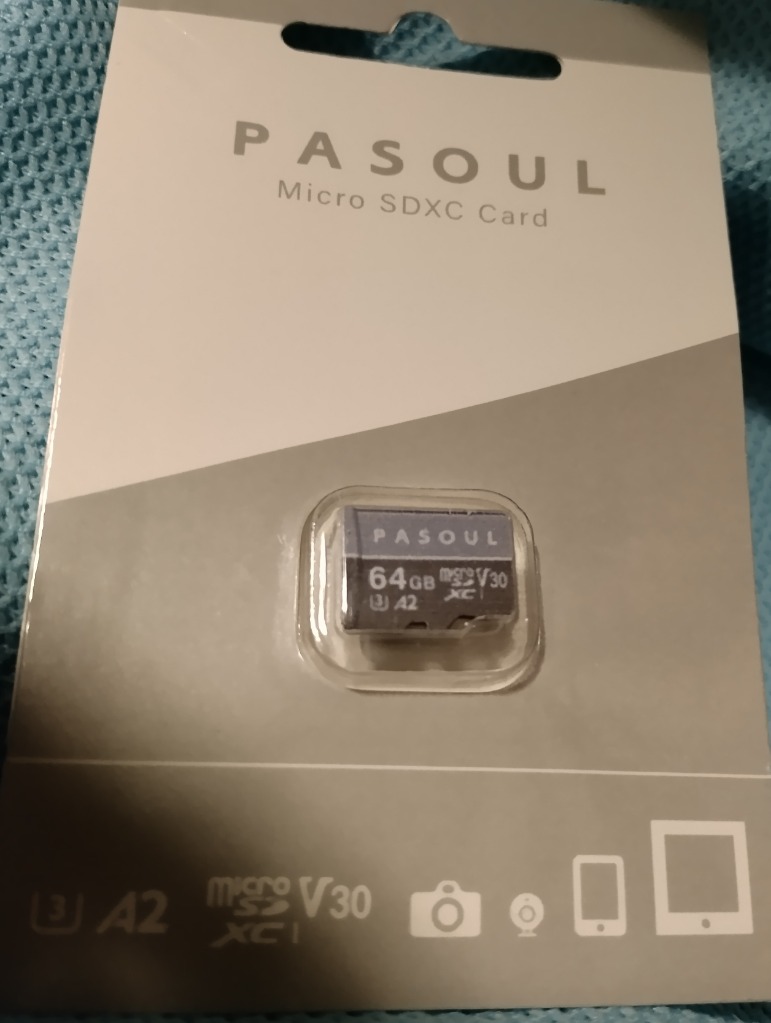 PASOUL
Micro SDXC Card
PASOUL
64GB micro SD XC I V30
3 A2
3 A2 micro SD XC I V30